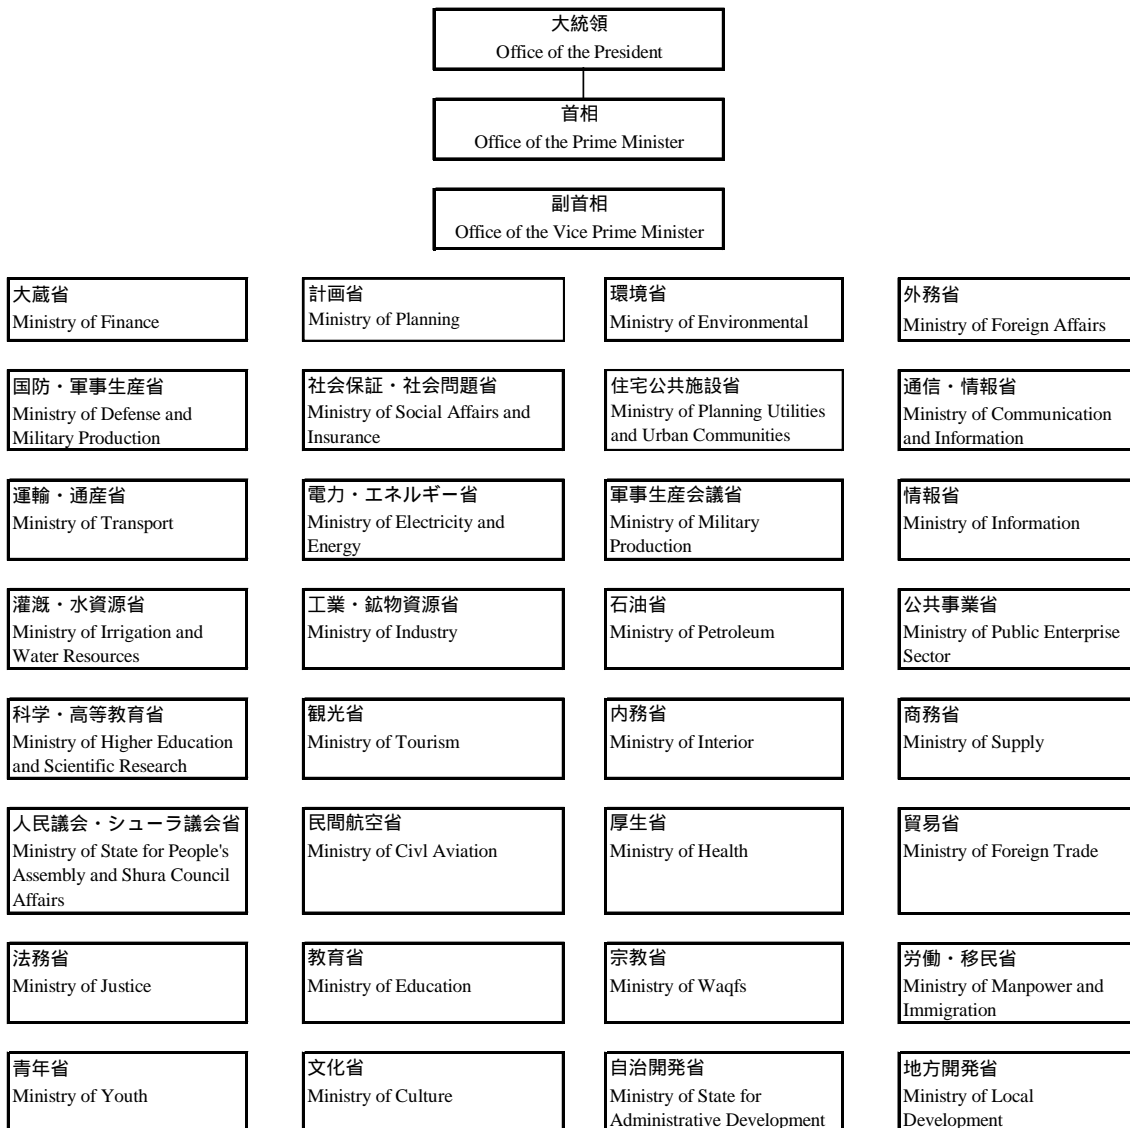 大統領
Office of the President
首相
Office of the Prime Minister
副首相
Office of the Vice Prime Minister
大蔵省
Ministry of Finance
計画省
Ministry of Planning
環境省
Ministry of Environmental
外務省
Ministry of Foreign Affairs
国防・軍事生産省
Ministry of Defense and
Military Production
社会保証・社会問題省
Ministry of Social Affairs and
Insurance
住宅公共施設省
Ministry of Planning Utilities
and Urban Communities
通信・情報省
Ministry of Communication
and Information
運輸・通産省
Ministry of Transport
電力・エネルギー省
Ministry of Electricity and
Energy
軍事生産会議省
Ministry of Military
Production
情報省
Ministry of Information
灌漑・水資源省
Ministry of Irrigation and
Water Resources
工業・鉱物資源省
Ministry of Industry
石油省
Ministry of Petroleum
公共事業省
Ministry of Public Enterprise
Sector
科学・高等教育省
Ministry of Higher Education
and Scientific Research
観光省
Ministry of Tourism
内務省
Ministry of Interior
商務省
Ministry of Supply
人民議会・シューラ議会省
Ministry of State for People's
Assembly and Shura Council
Affairs
民間航空省
Ministry of Civl Aviation
厚生省
Ministry of Health
貿易省
Ministry of Foreign Trade
法務省
Ministry of Justice
教育省
Ministry of Education
宗教省
Ministry of Waqfs
労働・移民省
Ministry of Manpower and
Immigration
青年省
Ministry of Youth
文化省
Ministry of Culture
自治開発省
Ministry of State for
Administrative Development
地方開発省
Ministry of Local
Development